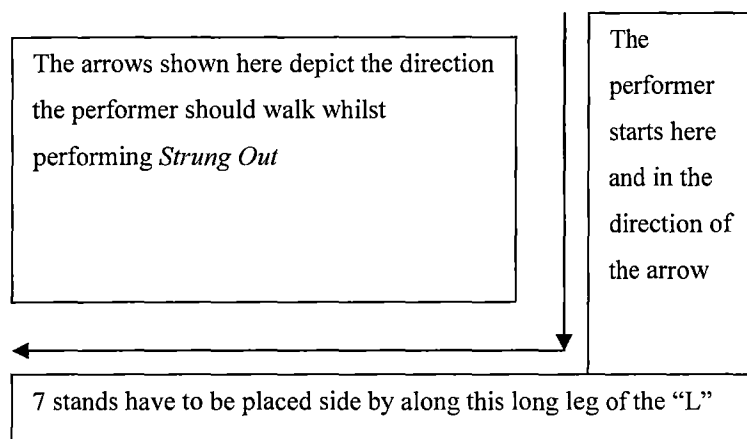 The arrows shown here depict the direction
the performer should walk whilst
performing Strung Out
The
performer
starts here
and in the
direction of
the arrow
7 stands have to be placed side by along this long leg of the “L”